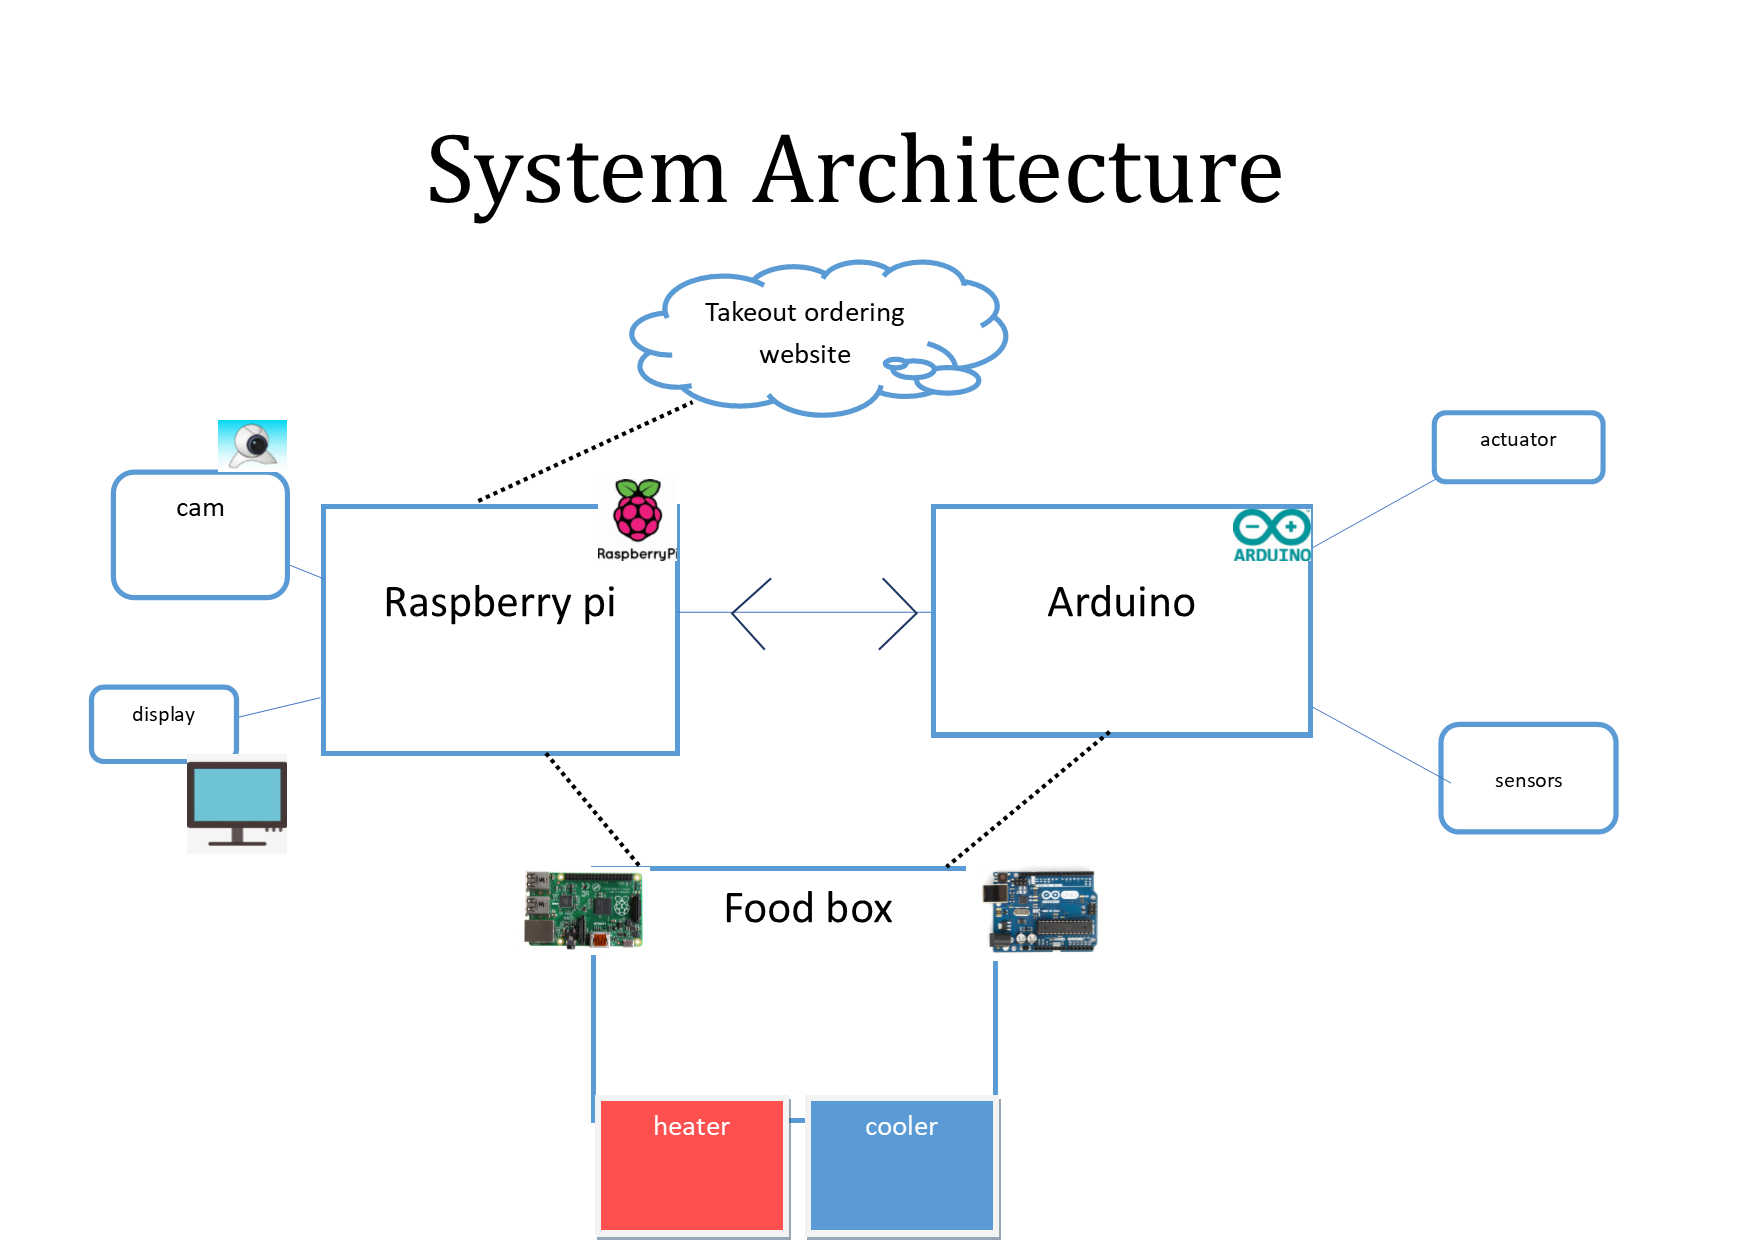 System Architecture
Takeout ordering
website
actuator
cam
RaspberryPi
ARDUINO
Raspberry pi
Arduino
display
sensors
Food box
heater
cooler